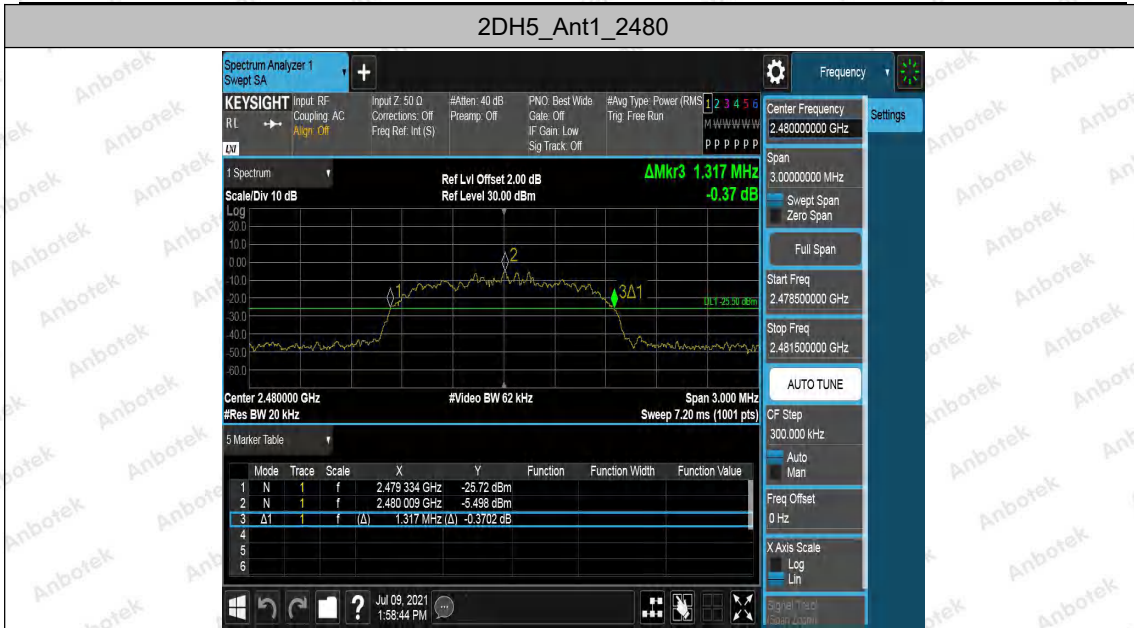 2DH5_Ant1_2480
Spectrum Analyzer 1
Swept SA
+
Frequency
KEYSIGHT
RL
LXI
Input: RF
Coupling: AC
Align: Off
Input Z: 50 Ω
Corrections: Off
Freq Ref: Int (S)
#Atten: 40 dB
Preamp: Off
PNO: Best Wide
Gate: Off
IF Gain: Low
Sig Track: Off
#Avg Type: Power (RMS
Trig: Free Run
1 2 3 4 5 6
M W W W W W
P P P P P P
Center Frequency
2.480000000 GHz
Settings
Span
3.00000000 MHz
Swept Span
Zero Span
Full Span
Start Freq
2.478500000 GHz
Stop Freq
2.481500000 GHz
AUTO TUNE
CF Step
300.000 kHz
Auto
Man
Freq Offset
0 Hz
X Axis Scale
Log
Lin
Signal Track
(Span Zoom)
1 Spectrum
Scale/Div 10 dB
Ref Lvl Offset 2.00 dB
Ref Level 30.00 dBm
ΔMkr3 1.317 MHz
-0.37 dB
Log
20.0
10.0
0.00
-10.0
-20.0
-30.0
-40.0
-50.0
-60.0
1
2
3Δ1
DL1 -25.50 dBm
Center 2.480000 GHz
#Res BW 20 kHz
#Video BW 62 kHz
Span 3.000 MHz
Sweep 7.20 ms (1001 pts)
5 Marker Table
Mode Trace Scale X Y Function Function Width Function Value
1 N 1 f 2.479 334 GHz -25.72 dBm
2 N 1 f 2.480 009 GHz -5.498 dBm
3 Δ1 1 f (Δ) 1.317 MHz (Δ) -0.3702 dB
4
5
6
?
Jul 09, 2021
1:58:44 PM
Anbotek